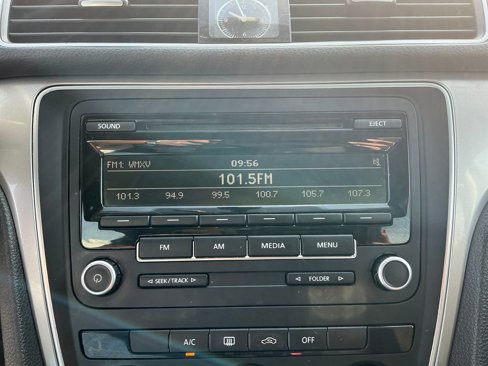 SOUND EJECT
FM1: WMXV 09:56
101.5FM
101.3 94.9 99.5 100.7 105.7 107.3
FM AM MEDIA MENU
SEEK/TRACK FOLDER
A/C OFF